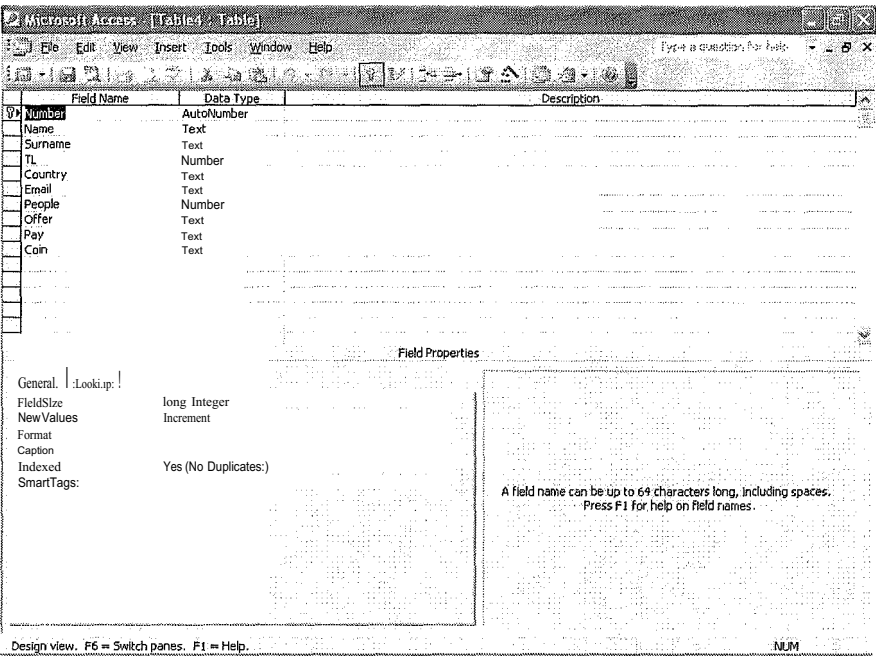 Microsoft Access - [Table4 : Table]
File Edit View Insert Tools Window Help Type a question for help
Field Name Data Type Description
Number AutoNumber
Name Text
Surname Text
TL Number
Country Text
Email Text
People Number
Offer Text
Pay Text
Coin Text
Field Properties
General. :Looki.ıp:
FleldSlze long Integer
NewValues Increment
Format
Caption
Indexed Yes (No Duplicates:)
SmartTags:
A field name can be up to 64 characters long, including spaces.
Press F1 for help on field names.
Design view. F6 = Switch panes. F1 = Help. NUM